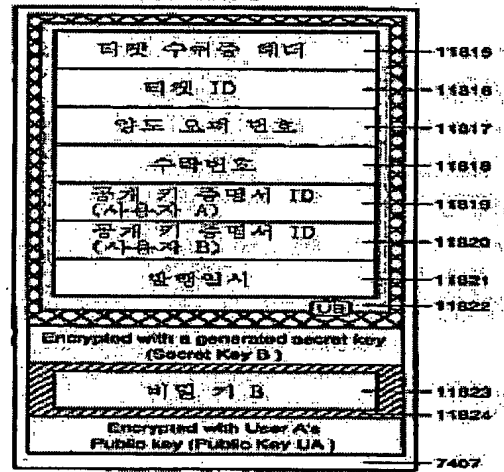 티켓 수취증 헤더 11815
티켓 ID 11816
양도 요채 번호 11817
수락번호 11818
공개 키 증명서 ID
(사용자 A) 11819
공개 키 증명서 ID
(사용자 B) 11820
발행일시 11821
UB 11822
Encrypted with a generated secret key
(Secret Key B)
비밀 키 B 11823
11824
Encrypted with User A's
Public key (Public Key UA)
7407